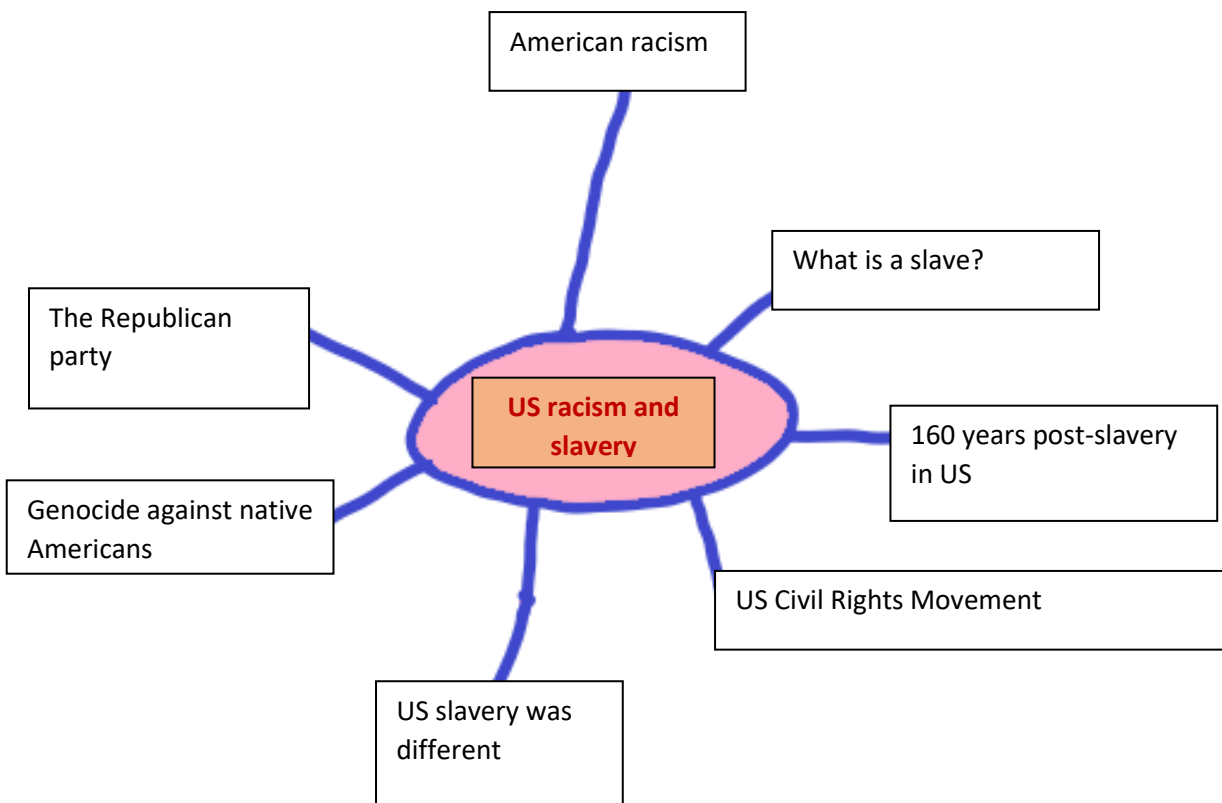 American racism
What is a slave?
The Republican
party
US racism and
slavery
160 years post-slavery
in US
Genocide against native
Americans
US Civil Rights Movement
US slavery was
different